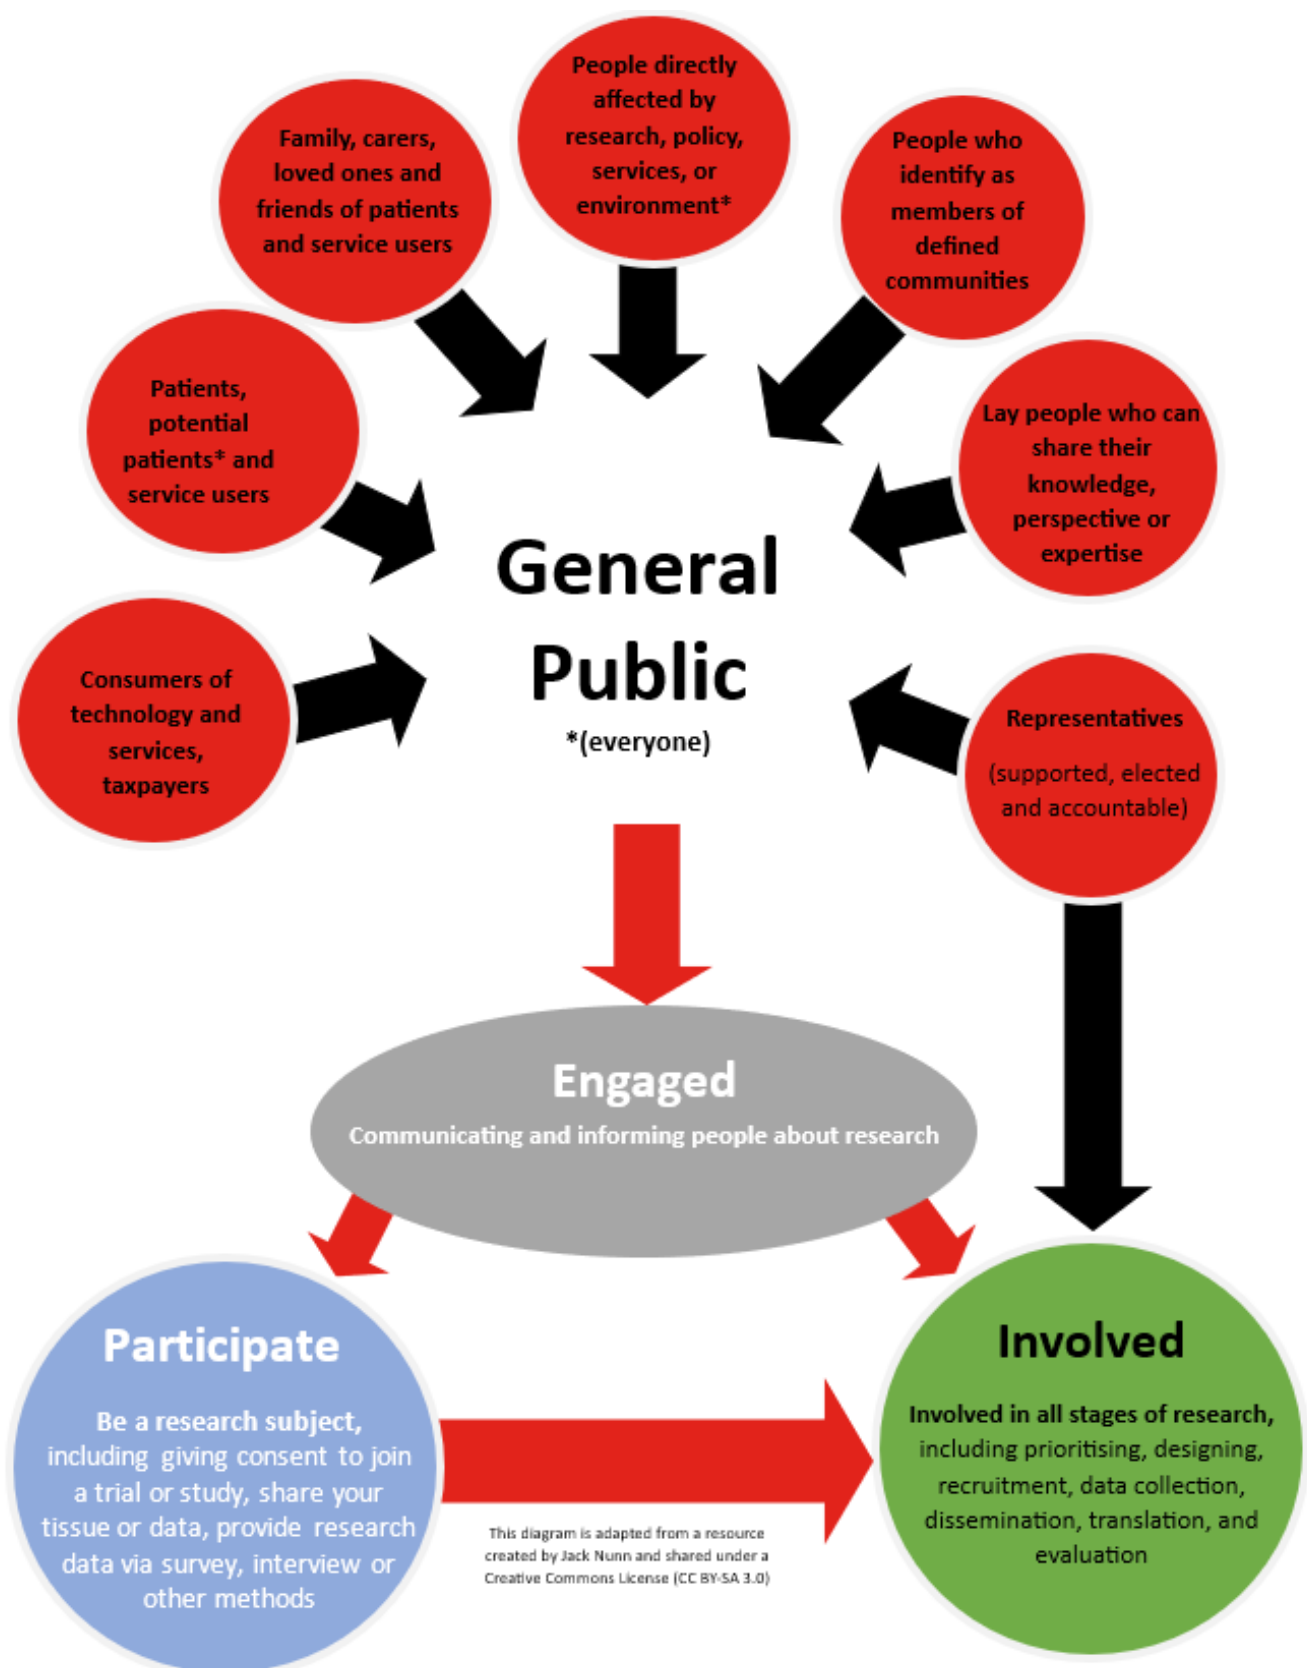 People directly
affected by
research, policy,
services, or
environment*
Family, carers,
loved ones and
friends of patients
and service users
People who
identify as
members of
defined
communities
Patients,
potential
patients* and
service users
Lay people who can
share their
knowledge,
perspective or
expertise
General
Public
*(everyone)
Consumers of
technology and
services,
taxpayers
Representatives
(supported, elected
and accountable)
Engaged
Communicating and informing people about research
Participate
Be a research subject,
including giving consent to join
a trial or study, share your
tissue or data, provide research
data via survey, interview or
other methods
Involved
Involved in all stages of research,
including prioritising, designing,
recruitment, data collection,
dissemination, translation, and
evaluation
This diagram is adapted from a resource
created by Jack Nunn and shared under a
Creative Commons License (CC BY-SA 3.0)